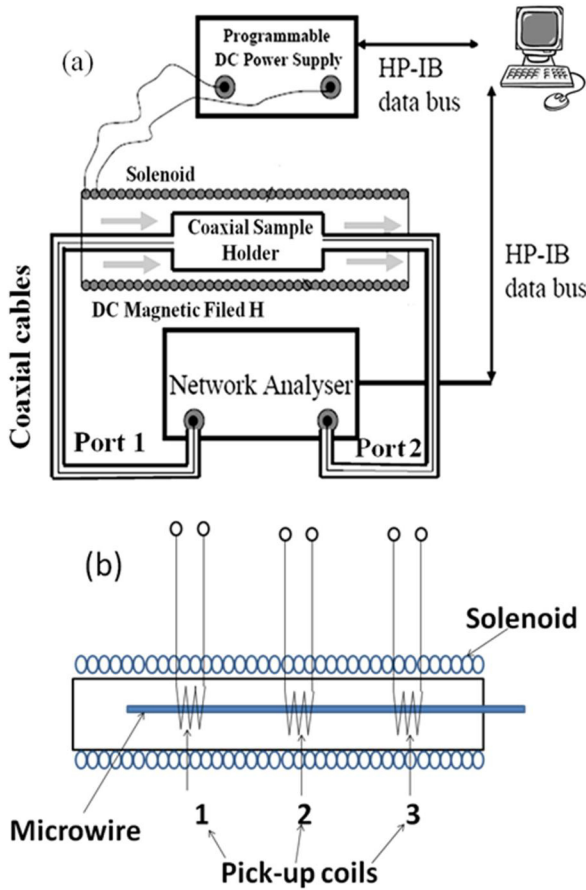 (a)
Programmable
DC Power Supply
HP-IB
data bus
Solenoid
Coaxial Sample
Holder
DC Magnetic Filed H
HP-IB
data bus
Coaxial cables
Network Analyser
Port 1
Port 2
(b)
Solenoid
Microwire
1
2
3
Pick-up coils